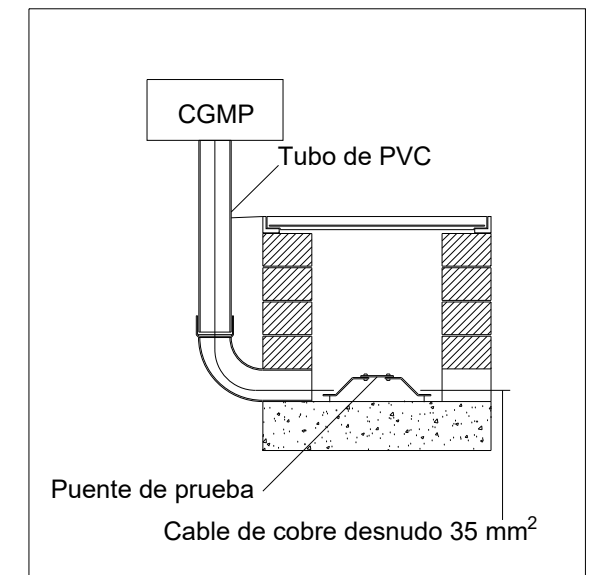 CGMP
Tubo de PVC
Puente de prueba
Cable de cobre desnudo 35 mm²